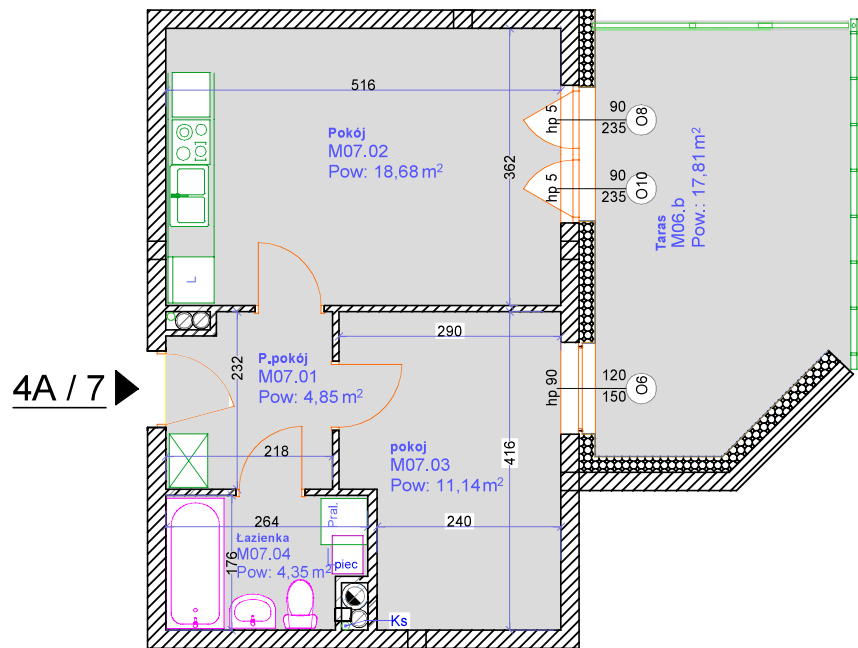 516
Pokój
M07.02
Pow: 18,68 m²
362
hp 5
90
235
O8
hp 5
90
235
O10
Taras
M06.b
Pow.: 17,81 m²
L
290
232
P.pokój
M07.01
Pow: 4,85 m²
4A / 7
hp 90
120
150
O6
218
pokoj
M07.03
Pow: 11,14 m²
416
264
Pral.
240
Łazienka
M07.04
Pow: 4,35 m²
176
piec
Ks